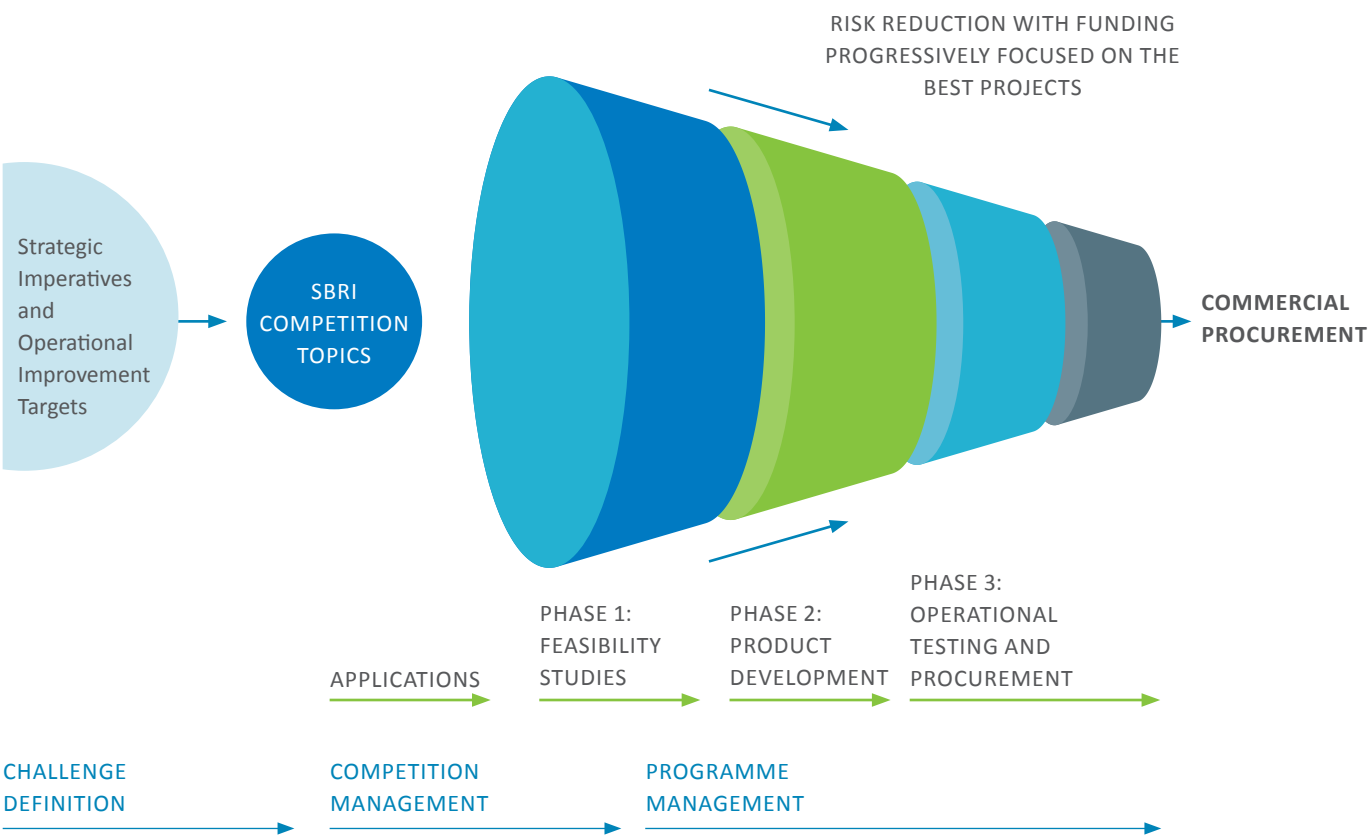 RISK REDUCTION WITH FUNDING
PROGRESSIVELY FOCUSED ON THE
BEST PROJECTS
Strategic
Imperatives
and
Operational
Improvement
Targets
SBRI
COMPETITION
TOPICS
COMMERCIAL
PROCUREMENT
APPLICATIONS
PHASE 1:
FEASIBILITY
STUDIES
PHASE 2:
PRODUCT
DEVELOPMENT
PHASE 3:
OPERATIONAL
TESTING AND
PROCUREMENT
CHALLENGE
DEFINITION
COMPETITION
MANAGEMENT
PROGRAMME
MANAGEMENT